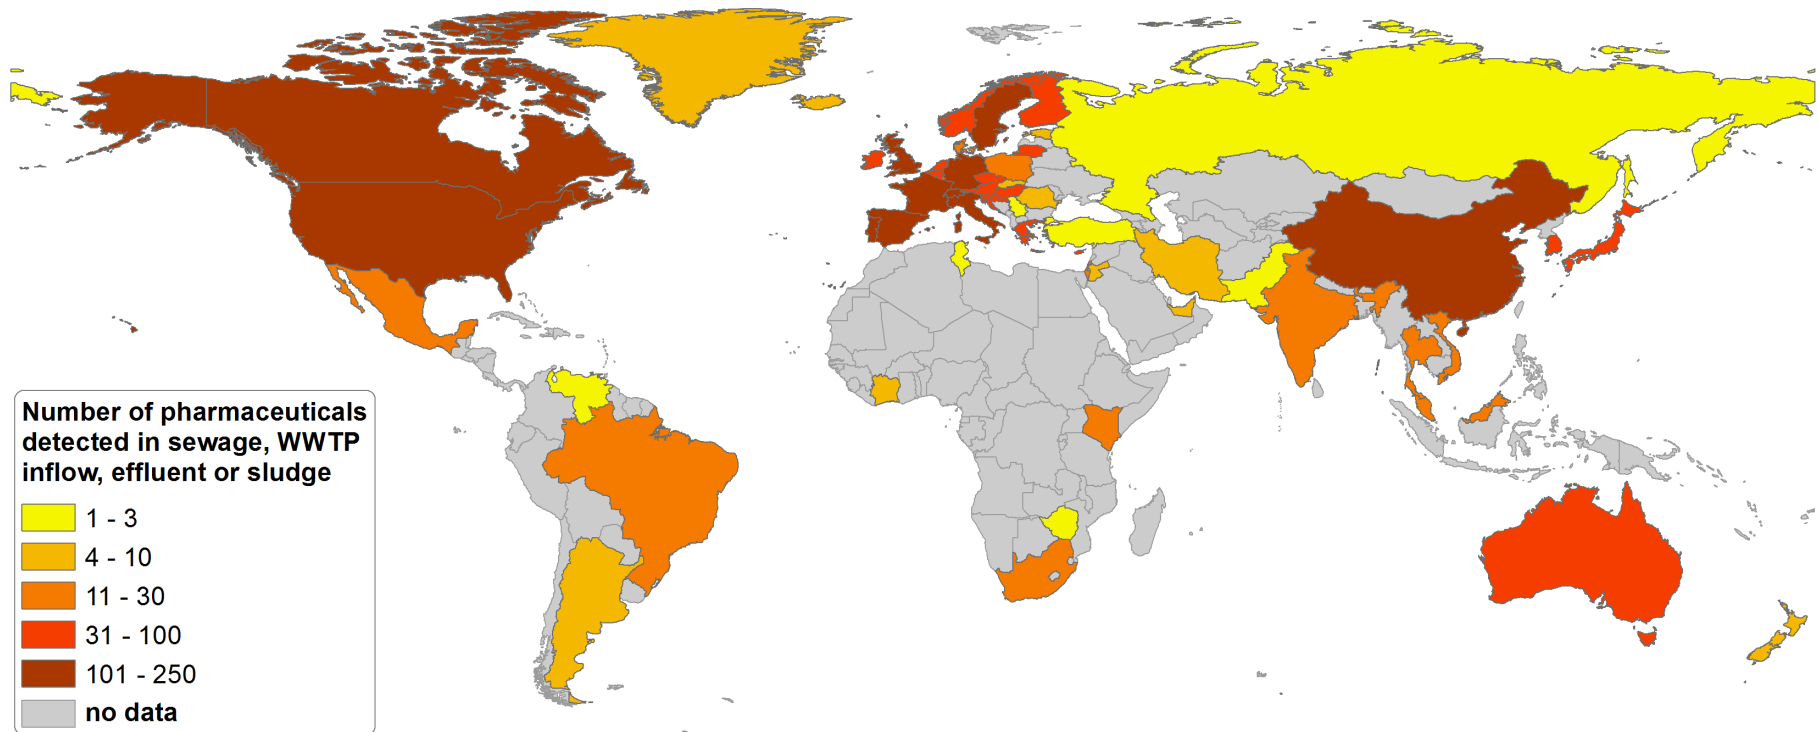 Number of pharmaceuticals
detected in sewage, WWTP
inflow, effluent or sludge
1 - 3
4 - 10
11 - 30
31 - 100
101 - 250
no data